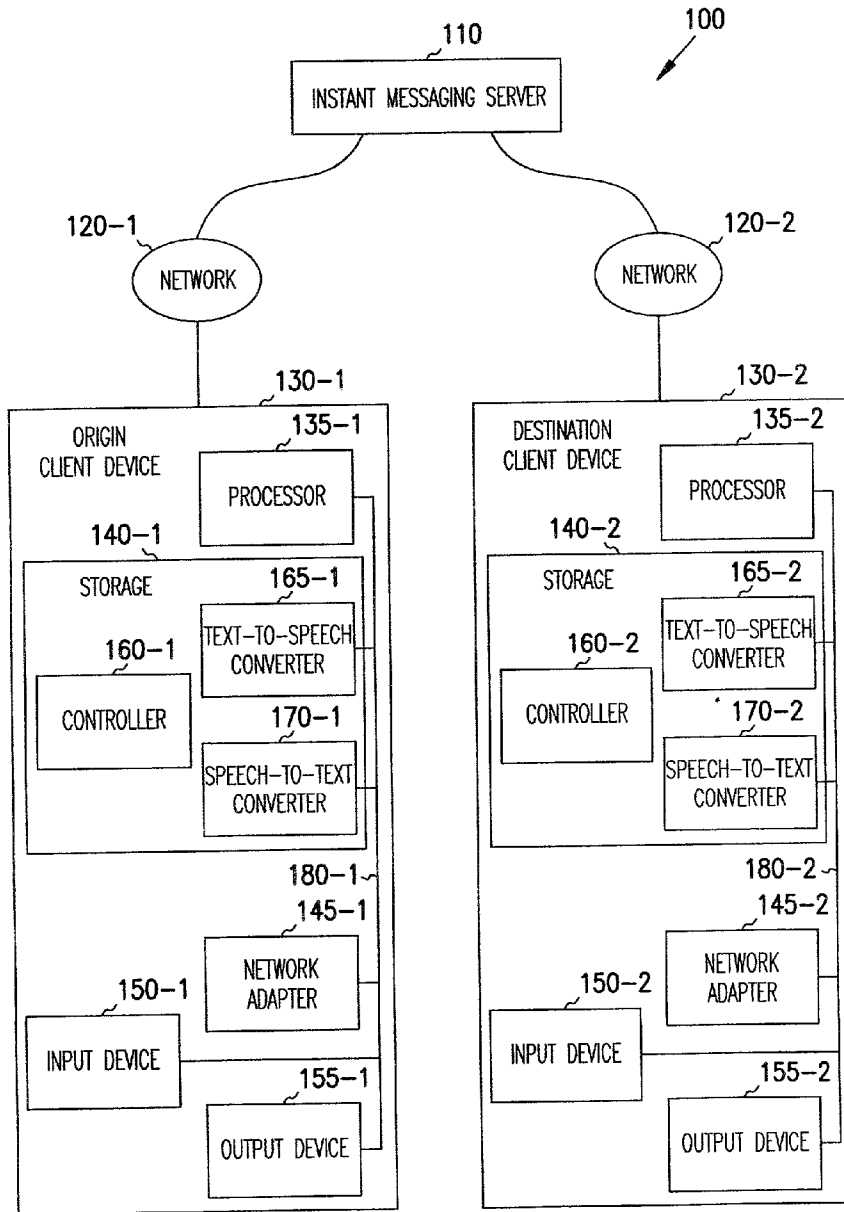 100
110
INSTANT MESSAGING SERVER
120-1
NETWORK
120-2
NETWORK
130-1
ORIGIN
CLIENT DEVICE
135-1
PROCESSOR
140-1
STORAGE
165-1
TEXT-TO-SPEECH
CONVERTER
160-1
CONTROLLER
170-1
SPEECH-TO-TEXT
CONVERTER
180-1
145-1
NETWORK
ADAPTER
150-1
INPUT DEVICE
155-1
OUTPUT DEVICE
130-2
DESTINATION
CLIENT DEVICE
135-2
PROCESSOR
140-2
STORAGE
165-2
TEXT-TO-SPEECH
CONVERTER
160-2
CONTROLLER
170-2
SPEECH-TO-TEXT
CONVERTER
180-2
145-2
NETWORK
ADAPTER
150-2
INPUT DEVICE
155-2
OUTPUT DEVICE